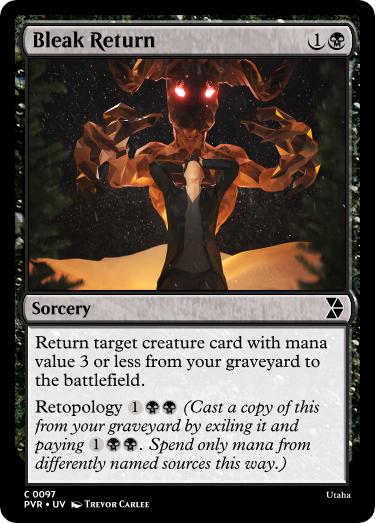 Bleak Return 1
Sorcery
Return target creature card with mana
value 3 or less from your graveyard to
the battlefield.
Retopology 1 (Cast a copy of this
from your graveyard by exiling it and
paying 1. Spend only mana from
differently named sources this way.)
C 0097
Utaha
PVR • UV Trevor Carlee